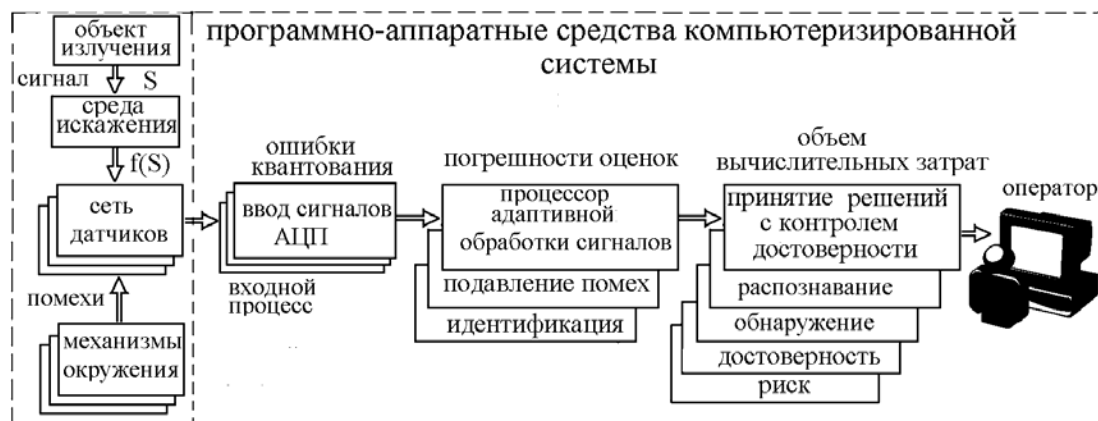 объект
излучения
сигнал S
среда
искажения
f(S)
сеть
датчиков
помехи
механизмы
окружения
программно-аппаратные средства компьютеризированной
системы
ошибки
квантования
ввод сигналов
АЦП
входной
процесс
погрешности оценок
процессор
адаптивной
обработки сигналов
подавление помех
идентификация
объем
вычислительных затрат
принятие решений
с контролем
достоверности
распознавание
обнаружение
достоверность
риск
оператор